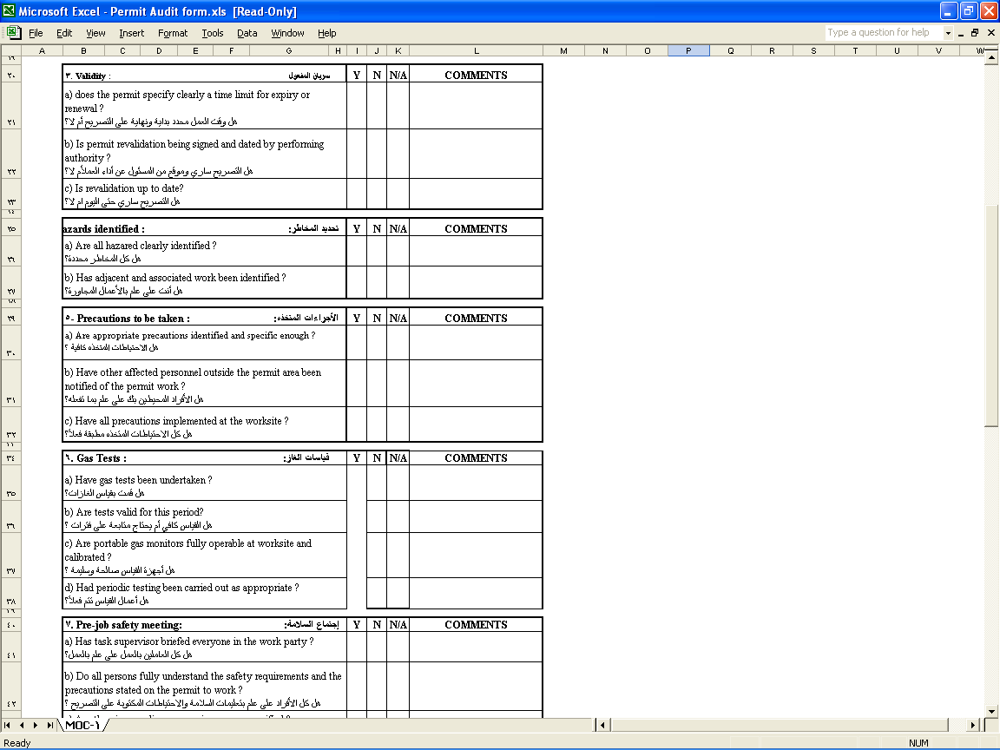 Microsoft Excel - Permit Audit form.xls [Read-Only]
File Edit View Insert Format Tools Data Window Help
Type a question for help
A B C D E F G H I J K L M N O P Q R S T U V W
١٩
٢٠ ٣. Validity : سريان المفعول Y N N/A COMMENTS
a) does the permit specify clearly a time limit for expiry or
renewal ?
٢١ هل وقت العمل محدد بداية ونهاية على التصريح أم لا؟
b) Is permit revalidation being signed and dated by performing
authority ?
٢٢ هل التصريح ساري وموقع من المسئول عن أداء العملأم لا؟
c) Is revalidation up to date?
٢٣ هل التصريح ساري حتى اليوم ام لا؟
٢٤
٢٥ azards identified : تحديد المخاطر: Y N N/A COMMENTS
a) Are all hazared clearly identified ?
٢٦ هل كل المخاطر محددة؟
b) Has adjacent and associated work been identified ?
٢٧ هل أنت على علم بالأعمال المجاورة؟
٢٨
٢٩ ٥- Precautions to be taken : الأجراءات المتخذه: Y N N/A COMMENTS
a) Are appropriate precautions identified and specific enough ?
٣٠ هل الاحتياطات المتخذه كافية ؟
b) Have other affected personnel outside the permit area been
notified of the permit work ?
٣١ هل الأفراد المحيطين بك على علم بما تفعله؟
c) Have all precautions implemented at the worksite ?
٣٢ هل كل الاحتياطات المتخذه مطبقة فعلاً؟
٣٣
٣٤ ٦. Gas Tests : قياسات الغاز: Y N N/A COMMENTS
a) Have gas tests been undertaken ?
٣٥ هل قمت بقياس الغازات؟
b) Are tests valid for this period?
٣٦ هل القياس كافي أم يحتاج متابعة على فترات ؟
c) Are portable gas monitors fully operable at worksite and
calibrated ?
٣٧ هل أجهزة القياس صالحة وسليمة ؟
d) Had periodic testing been carried out as appropriate ?
٣٨ هل أعمال القياس تتم فعلاً؟
٣٩
٤٠ ٧. Pre-job safety meeting: إجتماع السلامة: Y N N/A COMMENTS
a) Has task supervisor briefed everyone in the work party ?
٤١ هل كل العاملين بالعمل على علم بالعمل؟
b) Do all persons fully understand the safety requirements and the
precautions stated on the permit to work ?
٤٢ هل كل الأفراد على علم بتعليمات السلامة والاحتياطات المكتوبة على التصريح ؟
MOC-١
Ready NUM